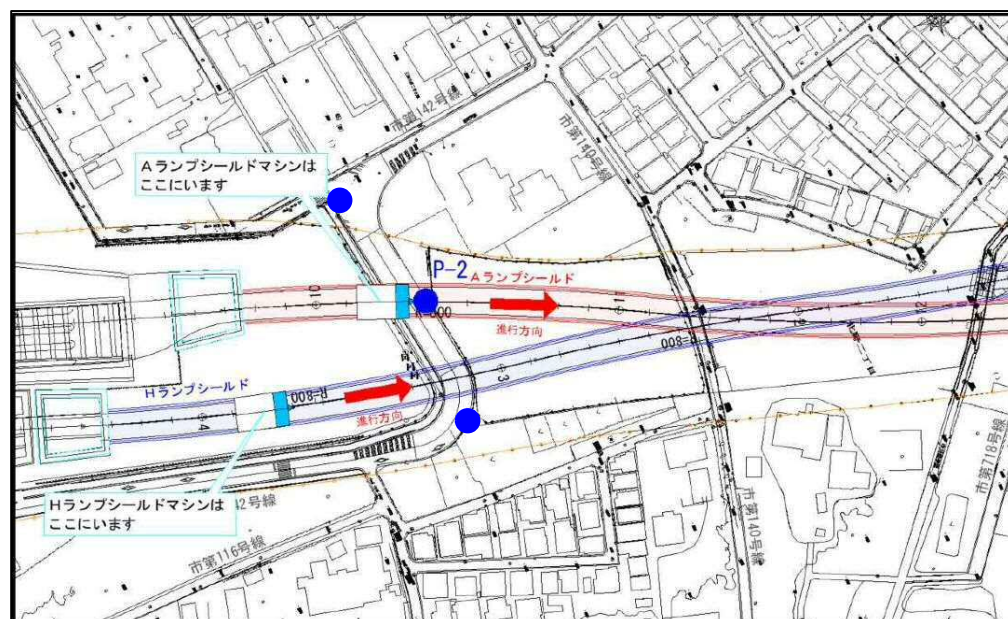 市第142号線
市第140号線
Aランプシールドマシンは
ここにいます
P-2
Aランプシールド
進行方向
Hランプシールド
R-800
進行方向
R-800
市第718号線
Hランプシールドマシンは
ここにいます
市第116号線
市第140号線